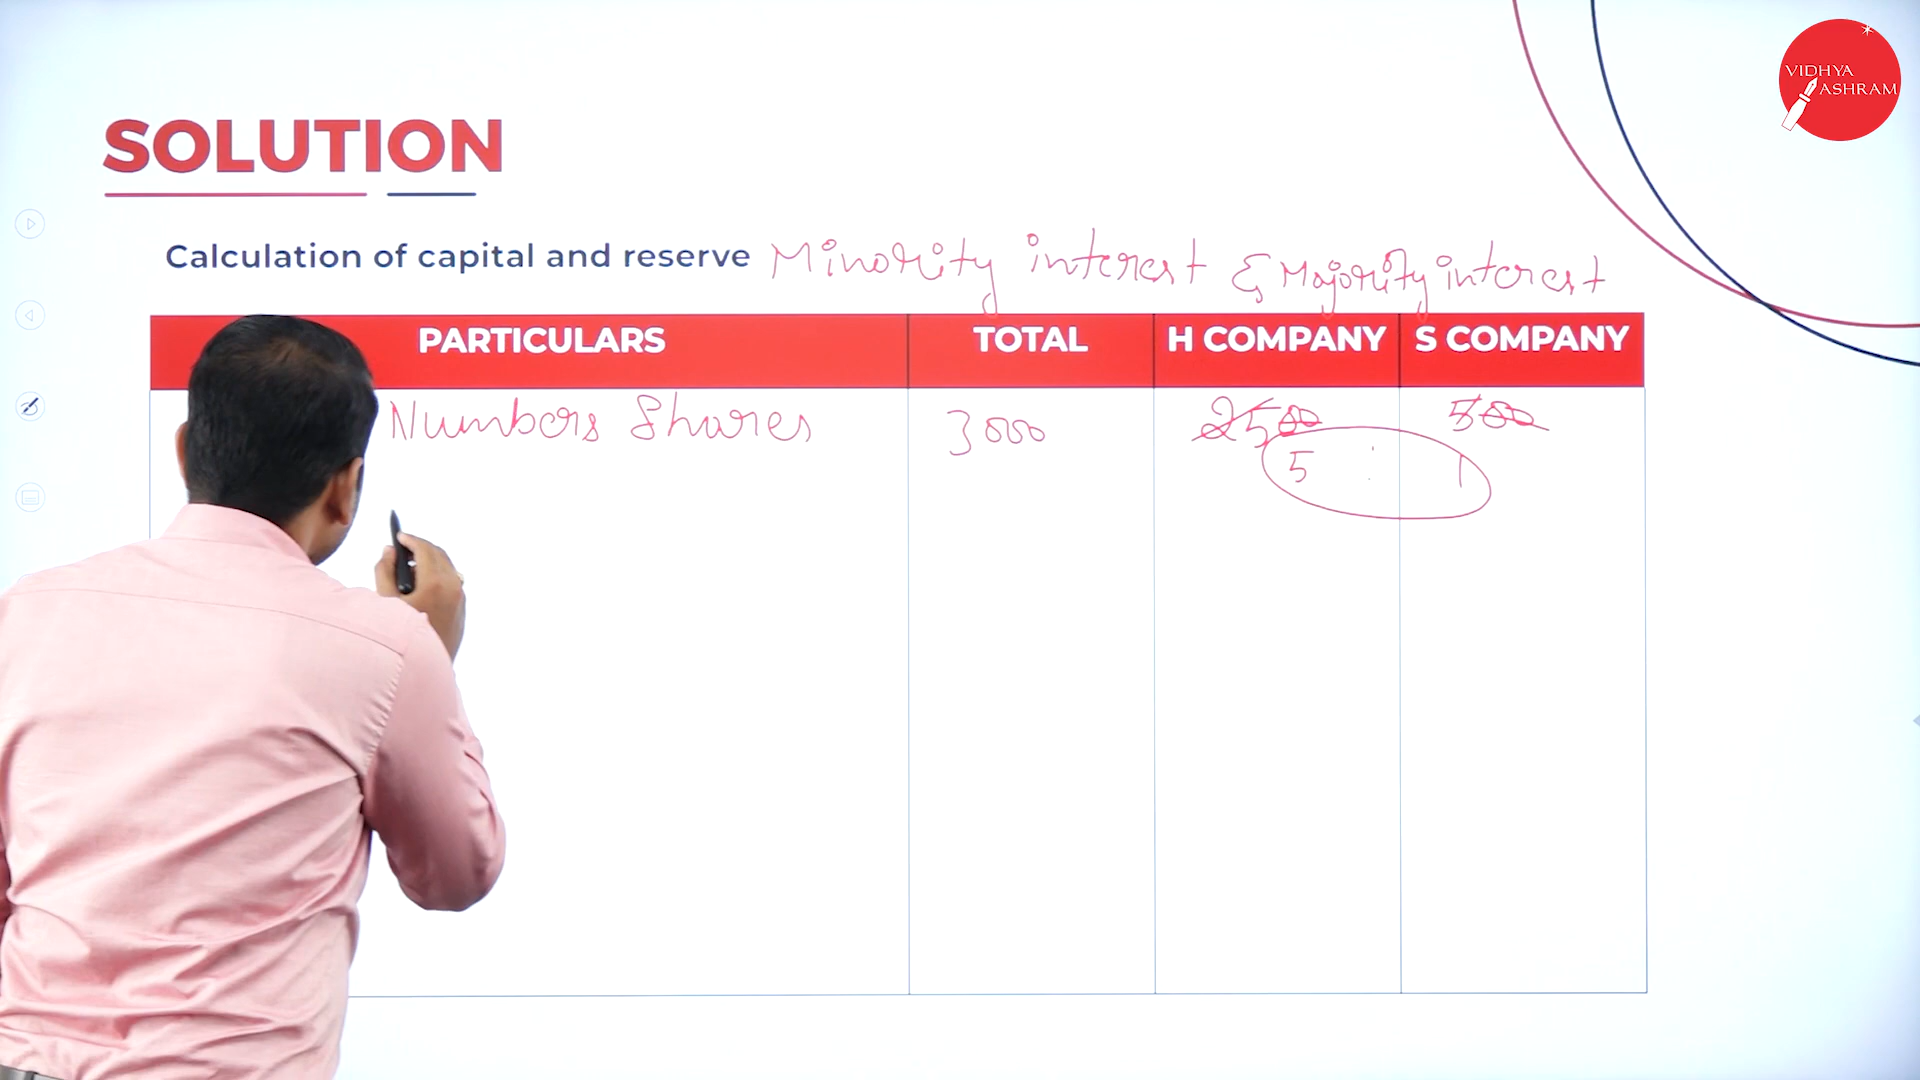 VIDHYA
ASHRAM
SOLUTION
Calculation of capital and reserve Minority interest & Majority interest
PARTICULARS TOTAL H COMPANY S COMPANY
Numbers Shares 3000 2500 500
5 : 1